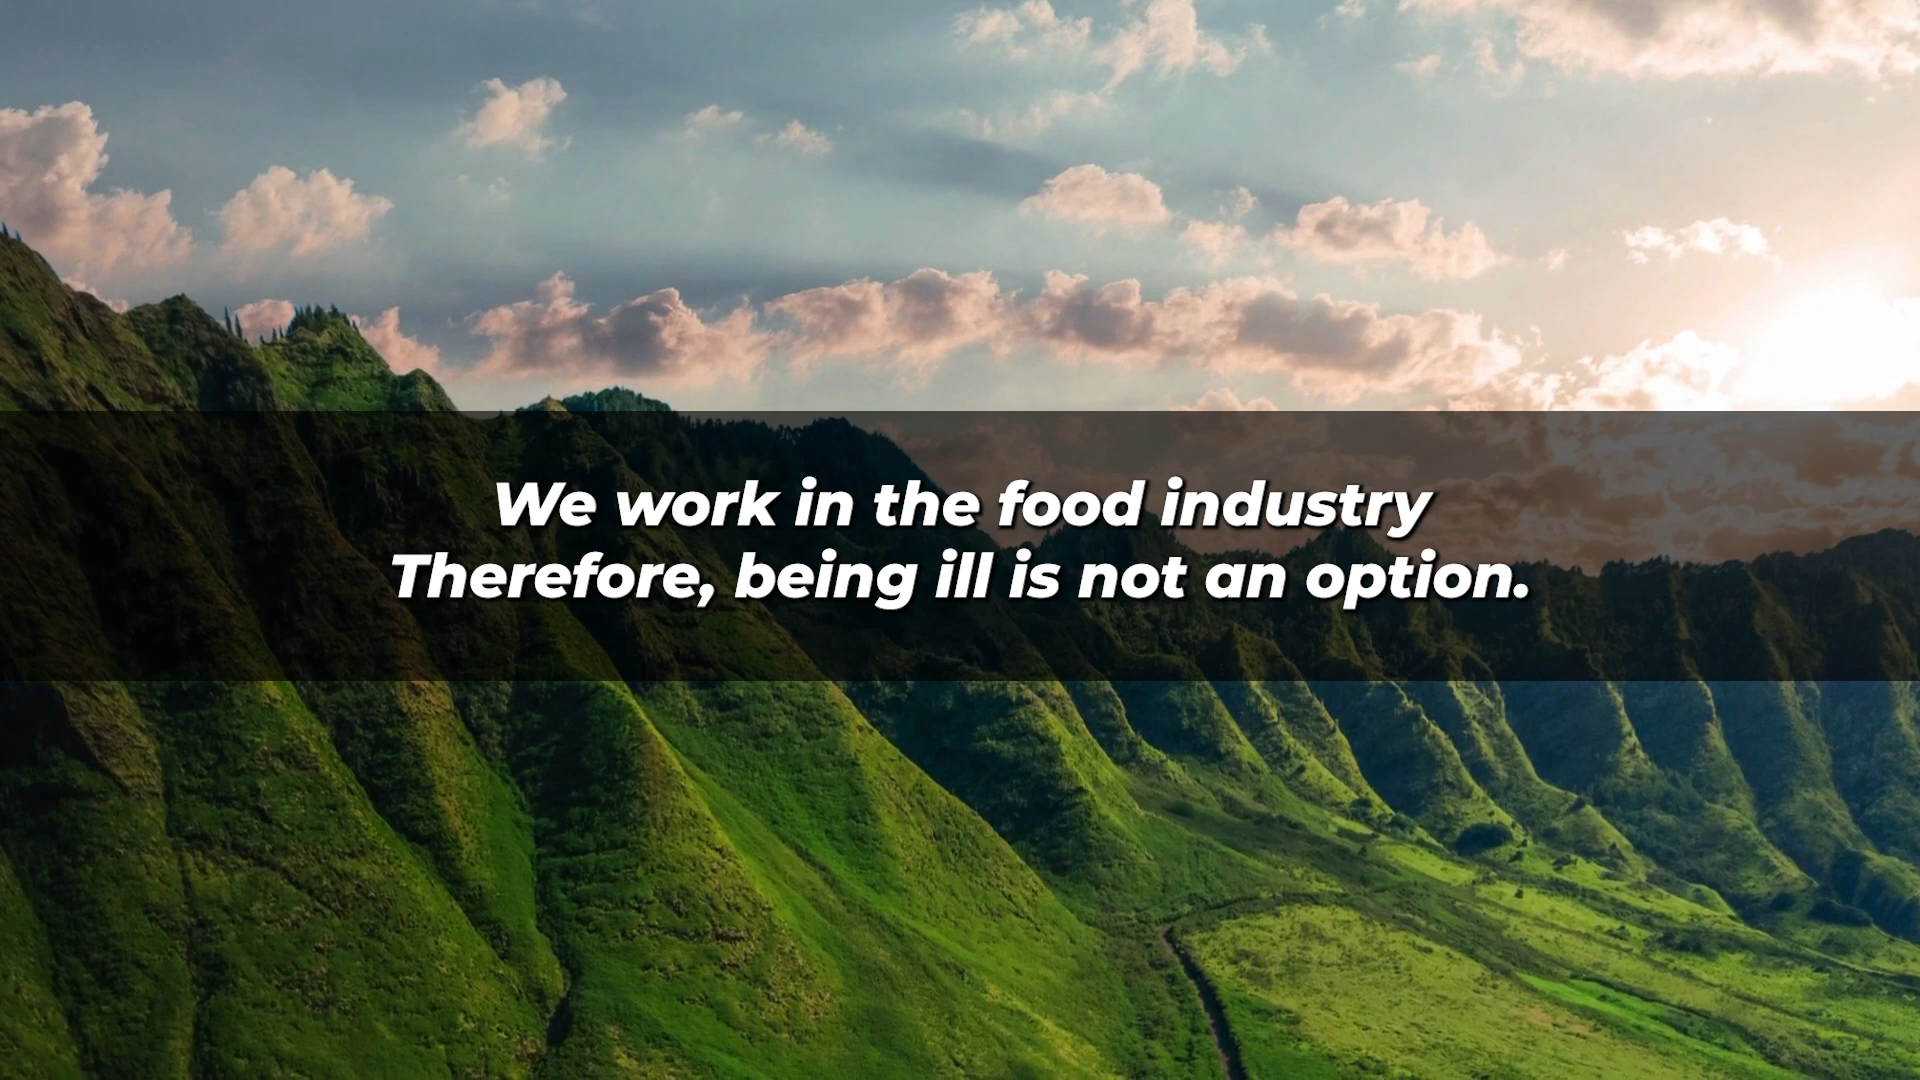 We work in the food industry
Therefore, being ill is not an option.